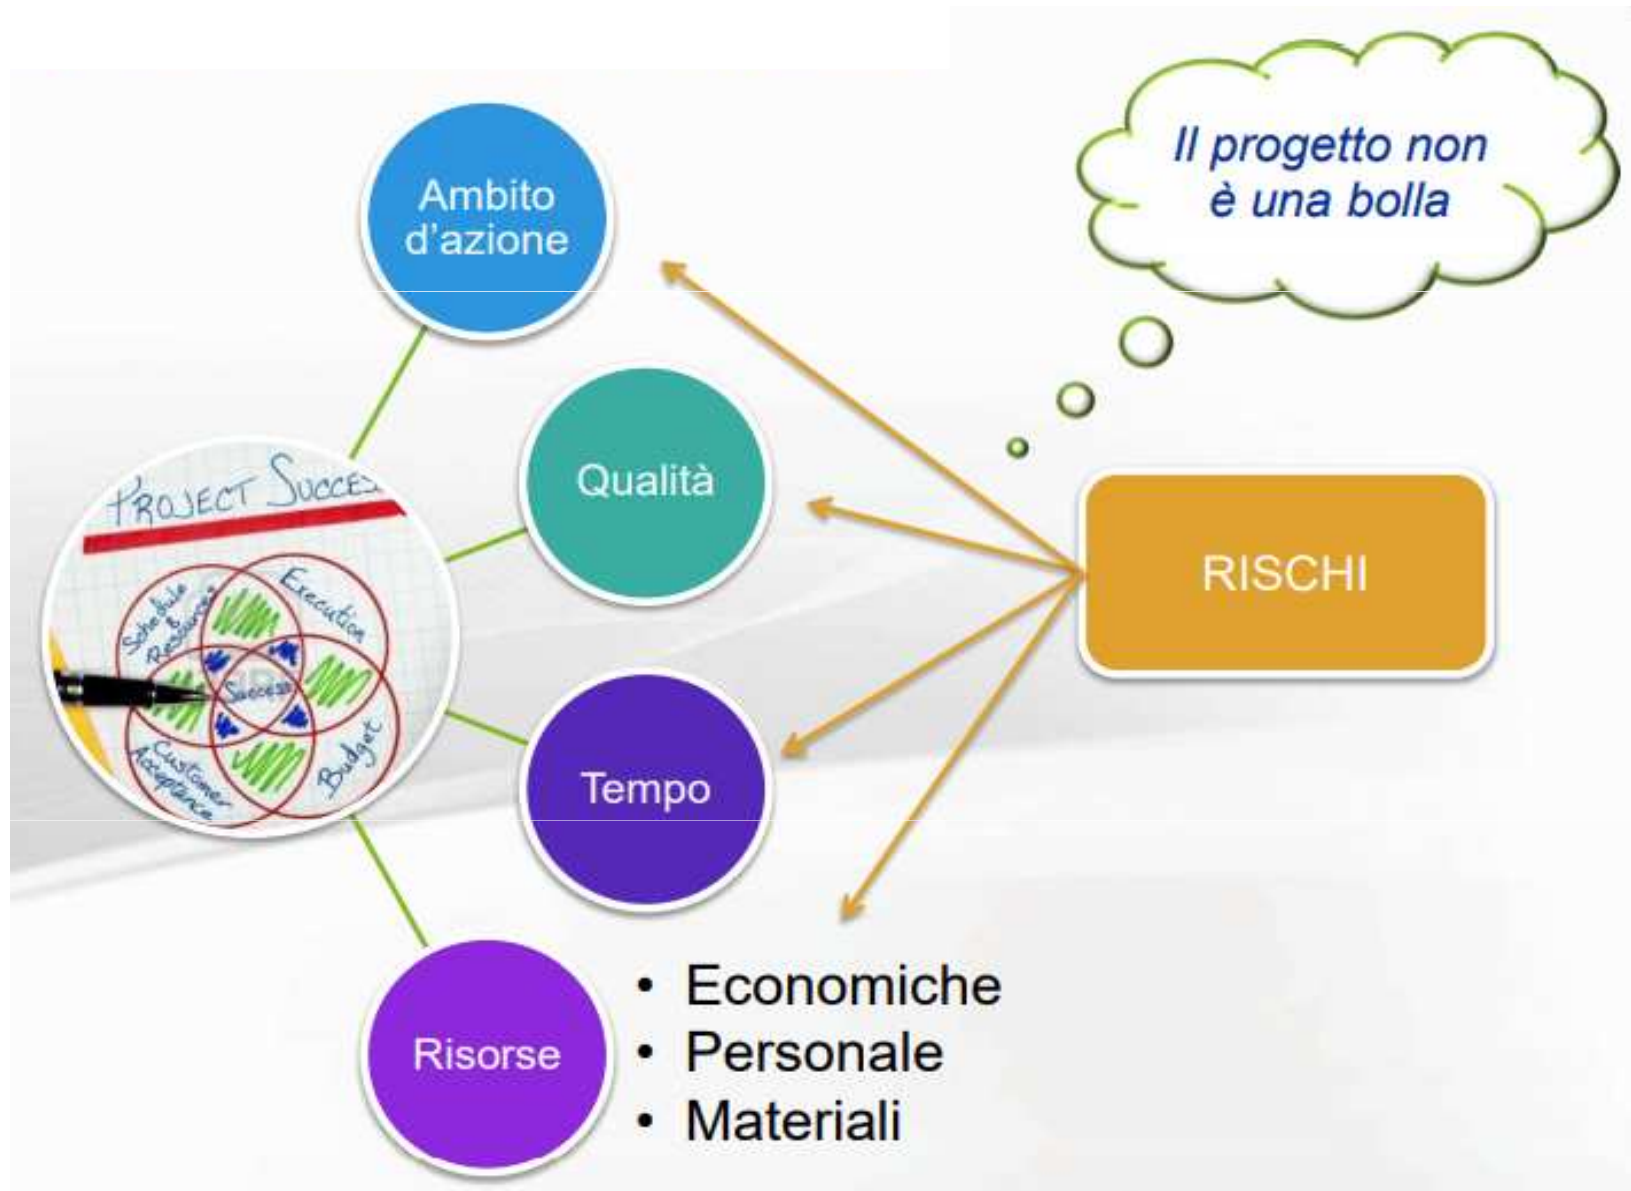 Il progetto non
è una bolla
Ambito
d'azione
Qualità
RISCHI
PROJECT SUCCES
Schedule
&
Resources
Execution
Success
Customer
Acceptance
Budget
Tempo
Risorse
• Economiche
• Personale
• Materiali